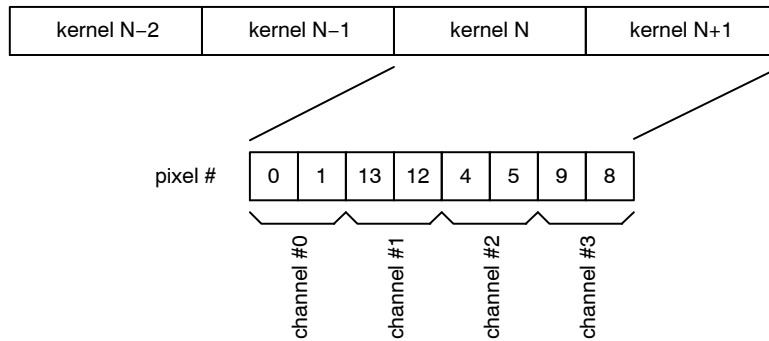 kernel N−2 kernel N−1 kernel N kernel N+1
pixel # 0 1 13 12 4 5 9 8
channel #0 channel #1 channel #2 channel #3